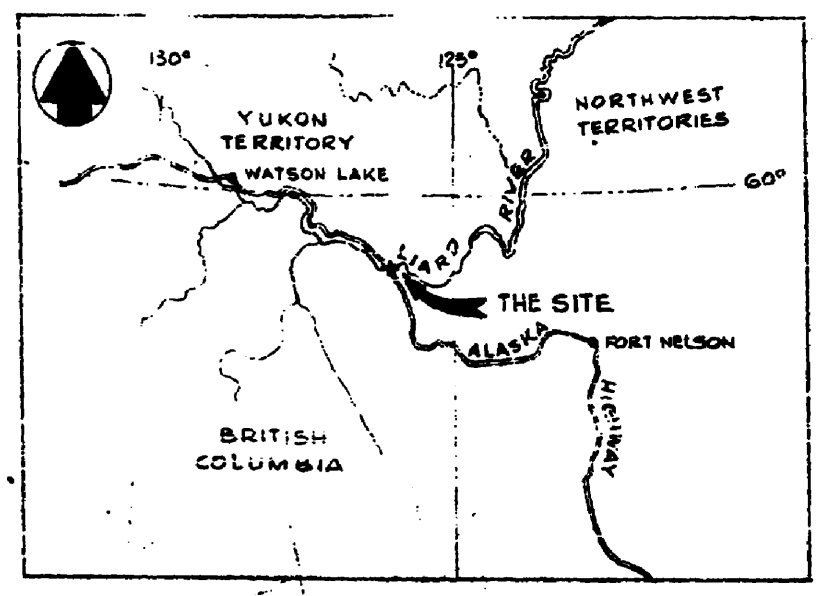 130°
125°
YUKON
TERRITORY
WATSON LAKE
NORTHWEST
TERRITORIES
60°
LIARD RIVER
THE SITE
ALASKA HIGHWAY
FORT NELSON
BRITISH
COLUMBIA